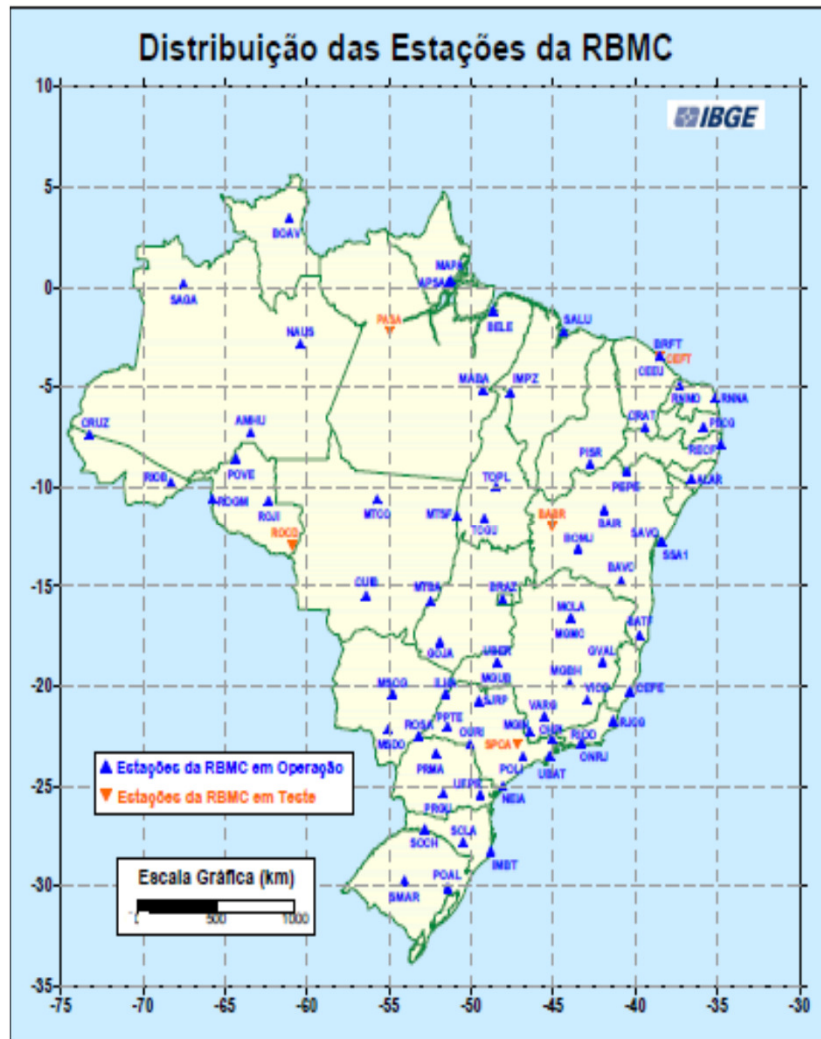 Distribuição das Estações da RBMC
10
IBGE
5
BOAV
MAPA
APSA
0
SAGA
PASA
BELE
SALU
NAUS
BRFT
CEFT
CEEU
MABA
IMPZ
-5
RNMO
RNNA
CRUZ
AMHU
CRAT
PBCG
RECF
PISR
POVE
RIOB
TOPL
PEPE
ALAR
-10
ROGM
ROJI
MTCO
MTSF
BABR
BAIR
ROCD
TOGU
BOMJ
SAVO
SSA1
BAVC
-15
CUIB
MTBA
BRAZ
MCLA
MGMC
BATF
GOJA
UBER
GVAL
MGUB
MGBH
-20
MSCG
ILHA
SJRP
VICO
CEFE
VARG
ROSA
PPTE
MGIN
CHPI
RIOD
RJCG
MSDO
OURI
SPCA
ONRJ
Estações da RBMC em Operação
PRMA
POLI
UBAT
-25
Estações da RBMC em Teste
UFPR
PRGU
NEIA
SCLA
SCCH
IMBT
Escala Gráfica (km)
POAL
-30
SMAR
0 500 1000
-35
-75 -70 -65 -60 -55 -50 -45 -40 -35 -30